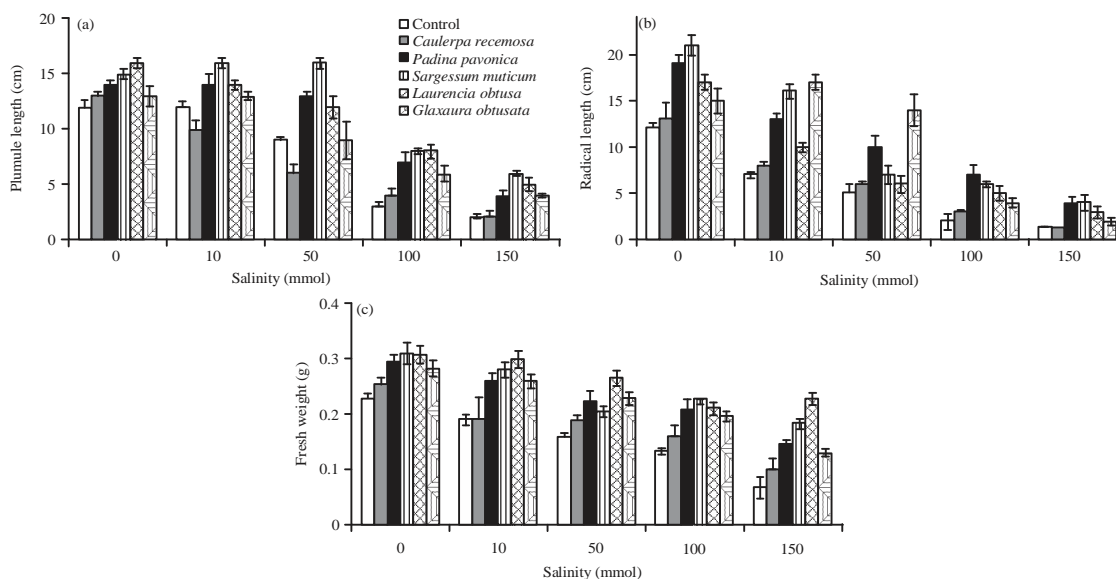 (a)
Plumule length (cm)
20
15
10
5
0
0 10 50 100 150
Salinity (mmol)
Control
Caulerpa recemosa
Padina pavonica
Sargessum muticum
Laurencia obtusa
Glaxaura obtusata
(b)
Radical length (cm)
20
15
10
5
0
0 10 50 100 150
Salinity (mmol)
(c)
Fresh weight (g)
0.4
0.3
0.2
0.1
0
0 10 50 100 150
Salinity (mmol)